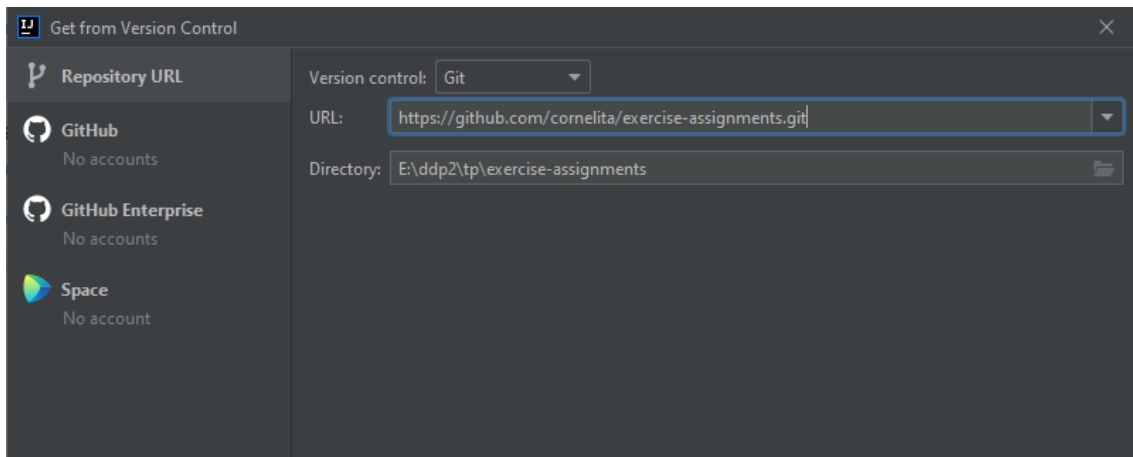 IJ Get from Version Control
Repository URL
GitHub
No accounts
GitHub Enterprise
No accounts
Space
No account
Version control: Git
URL: https://github.com/cornelita/exercise-assignments.git
Directory: E:\ddp2\tp\exercise-assignments